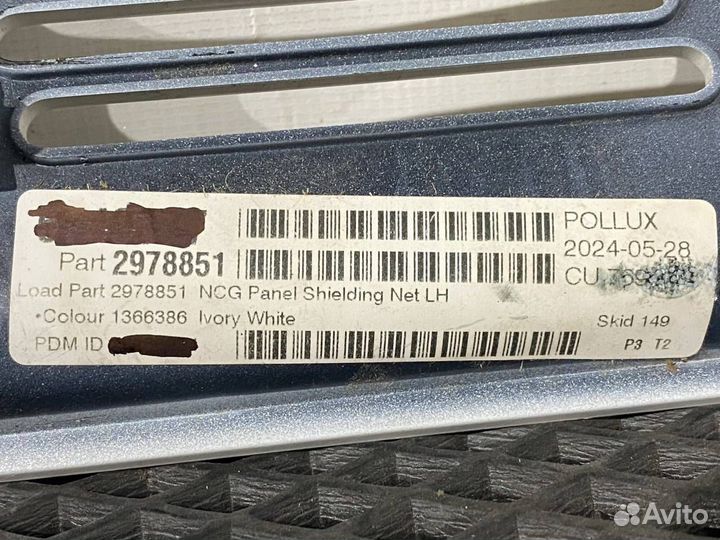 POLLUX
Part 2978851
2024-05-28
CU
Load Part 2978851 NCG Panel Shielding Net LH
•Colour 1366386 Ivory White
Skid 149
PDM ID
P3 T2
Avito